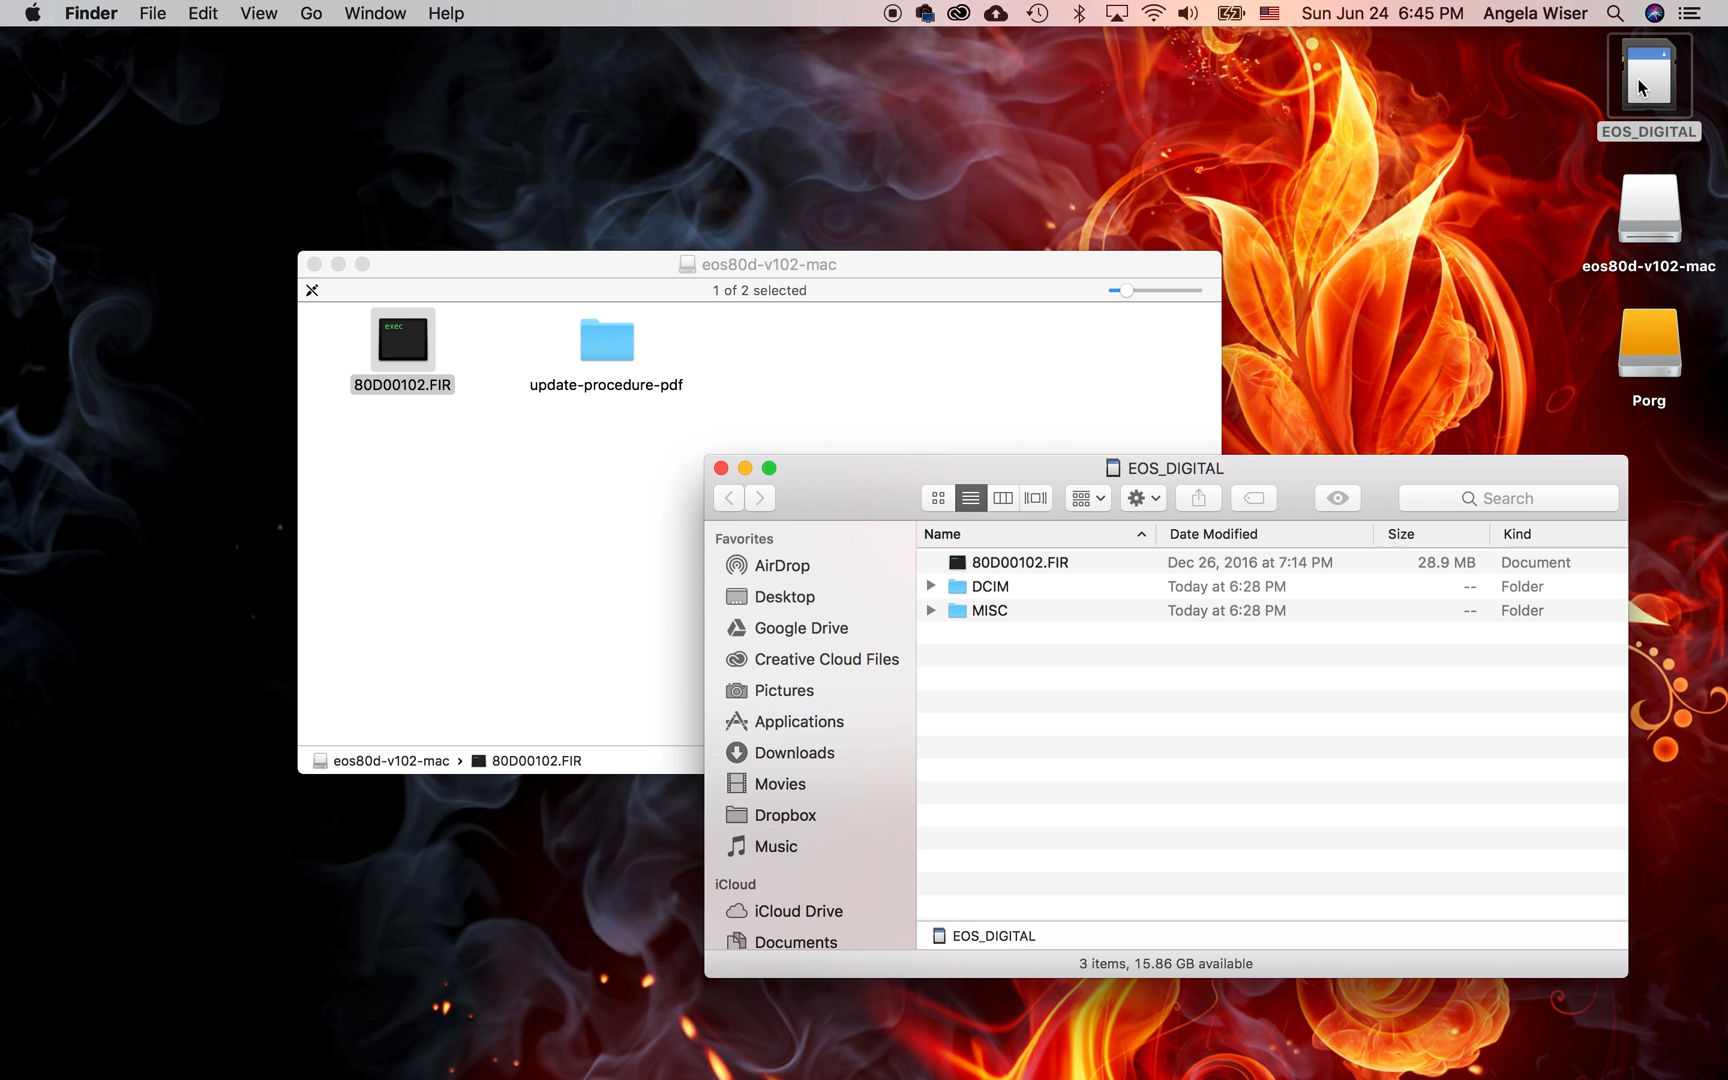 Finder File Edit View Go Window Help Sun Jun 24 6:45 PM Angela Wiser
EOS_DIGITAL
eos80d-v102-mac
Porg
eos80d-v102-mac
1 of 2 selected
exec
80D00102.FIR update-procedure-pdf
eos80d-v102-mac › 80D00102.FIR
EOS_DIGITAL
Search
Favorites
AirDrop
Desktop
Google Drive
Creative Cloud Files
Pictures
Applications
Downloads
Movies
Dropbox
Music
iCloud
iCloud Drive
Documents
Name Date Modified Size Kind
80D00102.FIR Dec 26, 2016 at 7:14 PM 28.9 MB Document
DCIM Today at 6:28 PM -- Folder
MISC Today at 6:28 PM -- Folder
EOS_DIGITAL
3 items, 15.86 GB available